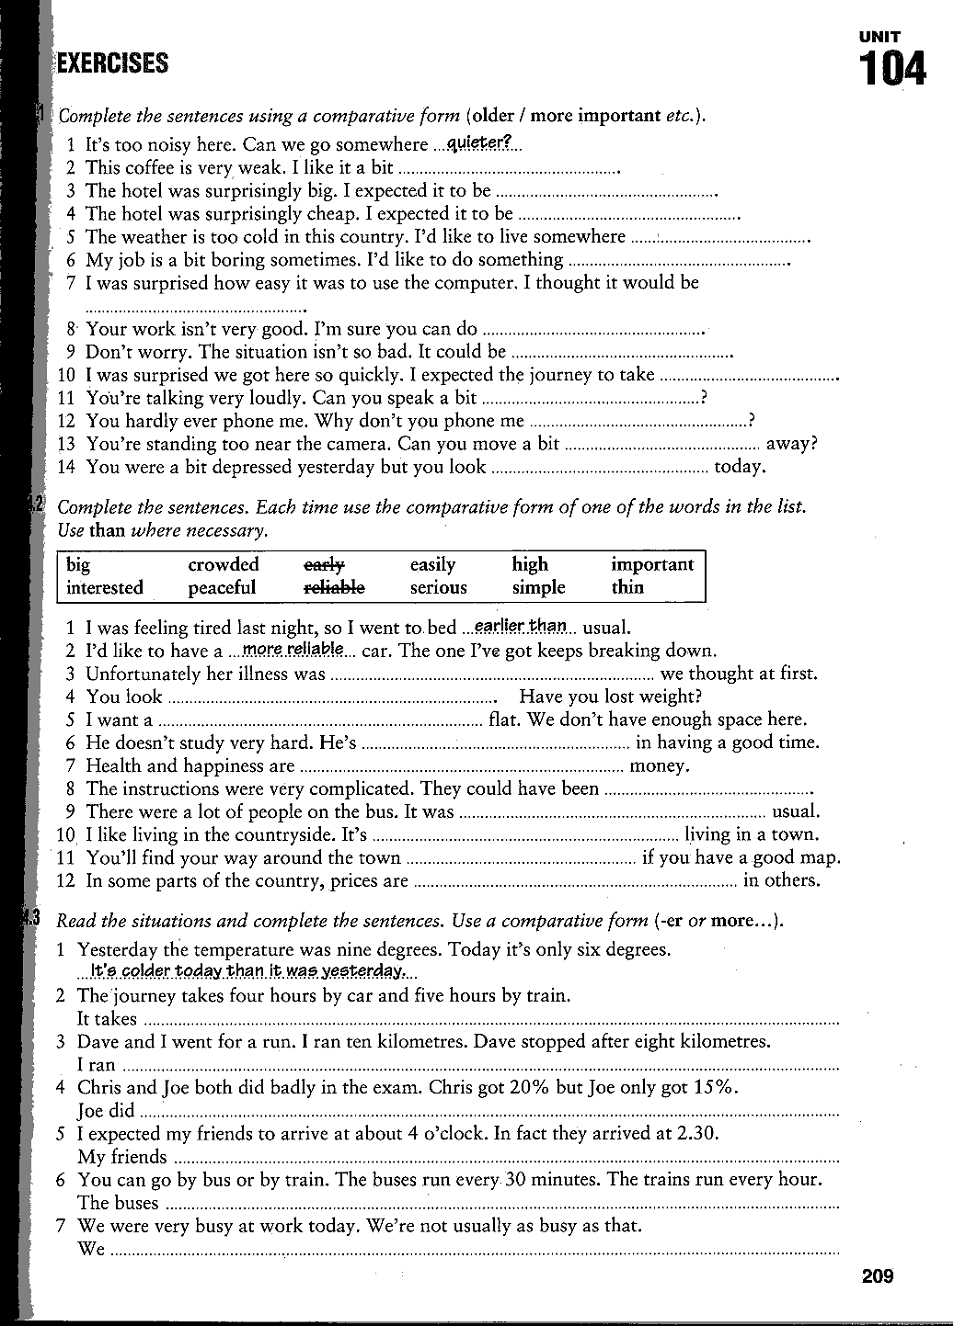 UNIT
EXERCISES
104
1 Complete the sentences using a comparative form (older / more important etc.).
1 It's too noisy here. Can we go somewhere ...quieter?...
2 This coffee is very weak. I like it a bit ....................
3 The hotel was surprisingly big. I expected it to be ....................
4 The hotel was surprisingly cheap. I expected it to be ....................
5 The weather is too cold in this country. I'd like to live somewhere ....................
6 My job is a bit boring sometimes. I'd like to do something ....................
7 I was surprised how easy it was to use the computer. I thought it would be
....................
8 Your work isn't very good. I'm sure you can do ....................
9 Don't worry. The situation isn't so bad. It could be ....................
10 I was surprised we got here so quickly. I expected the journey to take ....................
11 You're talking very loudly. Can you speak a bit ....................?
12 You hardly ever phone me. Why don't you phone me ....................?
13 You're standing too near the camera. Can you move a bit .................... away?
14 You were a bit depressed yesterday but you look .................... today.
4.2 Complete the sentences. Each time use the comparative form of one of the words in the list.
Use than where necessary.
big crowded early easily high important
interested peaceful reliable serious simple thin
1 I was feeling tired last night, so I went to bed ...earlier than... usual.
2 I'd like to have a ...more reliable... car. The one I've got keeps breaking down.
3 Unfortunately her illness was .................... we thought at first.
4 You look .................... Have you lost weight?
5 I want a .................... flat. We don't have enough space here.
6 He doesn't study very hard. He's .................... in having a good time.
7 Health and happiness are .................... money.
8 The instructions were very complicated. They could have been ....................
9 There were a lot of people on the bus. It was .................... usual.
10 I like living in the countryside. It's .................... living in a town.
11 You'll find your way around the town .................... if you have a good map.
12 In some parts of the country, prices are .................... in others.
4.3 Read the situations and complete the sentences. Use a comparative form (-er or more...).
1 Yesterday the temperature was nine degrees. Today it's only six degrees.
...It's colder today than it was yesterday....
2 The journey takes four hours by car and five hours by train.
It takes ....................
3 Dave and I went for a run. I ran ten kilometres. Dave stopped after eight kilometres.
I ran ....................
4 Chris and Joe both did badly in the exam. Chris got 20% but Joe only got 15%.
Joe did ....................
5 I expected my friends to arrive at about 4 o'clock. In fact they arrived at 2.30.
My friends ....................
6 You can go by bus or by train. The buses run every 30 minutes. The trains run every hour.
The buses ....................
7 We were very busy at work today. We're not usually as busy as that.
We ....................
209